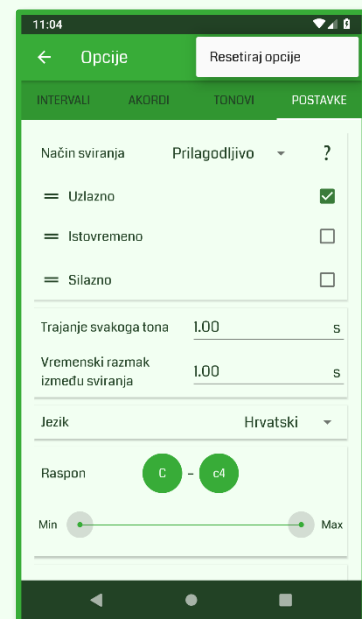 11:04
Opcije
Resetiraj opcije
INTERVALI AKORDI TONOVI POSTAVKE
Način sviranja Prilagodljivo ?
Uzlazno
Istovremeno
Silazno
Trajanje svakoga tona 1.00 s
Vremenski razmak
između sviranja 1.00 s
Jezik Hrvatski
Raspon C - c4
Min Max